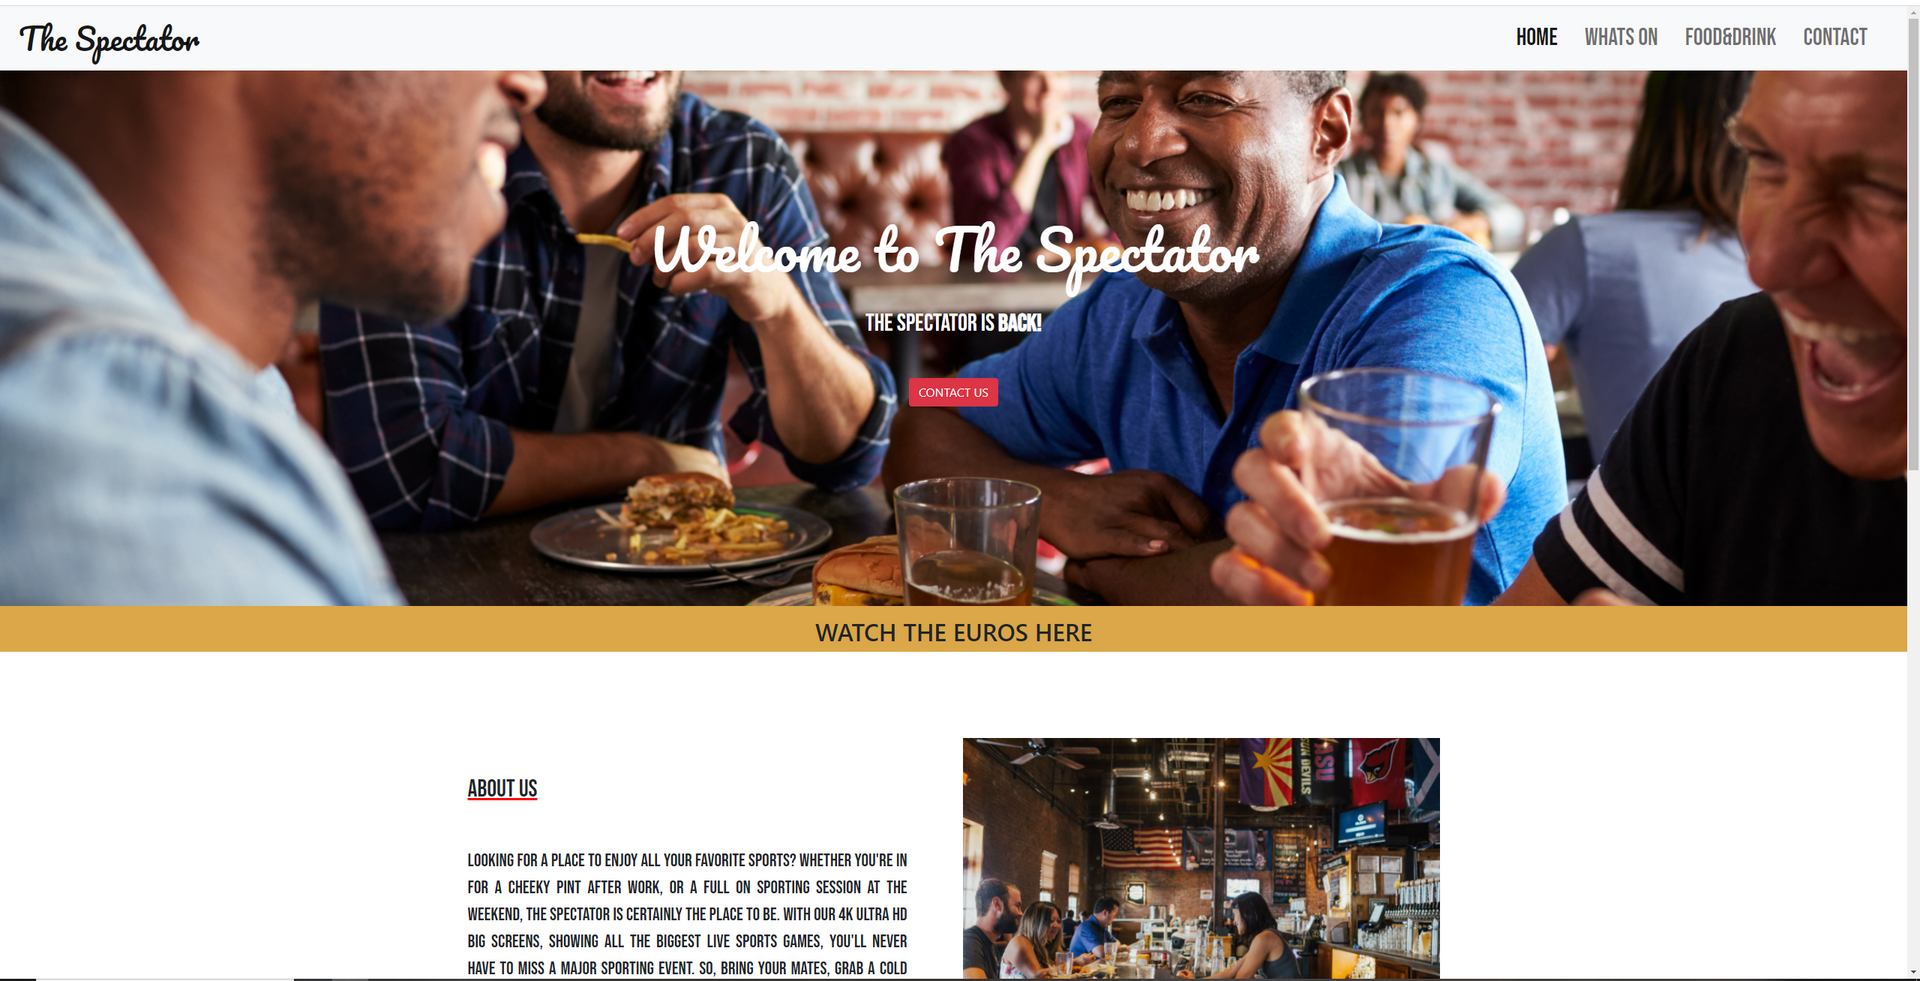 The Spectator
HOME WHATS ON FOOD&DRINK CONTACT
Welcome to The Spectator
THE SPECTATOR IS BACK!
CONTACT US
WATCH THE EUROS HERE
ABOUT US
LOOKING FOR A PLACE TO ENJOY ALL YOUR FAVORITE SPORTS? WHETHER YOU'RE IN
FOR A CHEEKY PINT AFTER WORK, OR A FULL ON SPORTING SESSION AT THE
WEEKEND, THE SPECTATOR IS CERTAINLY THE PLACE TO BE. WITH OUR 4K ULTRA HD
BIG SCREENS, SHOWING ALL THE BIGGEST LIVE SPORTS GAMES, YOU'LL NEVER
HAVE TO MISS A MAJOR SPORTING EVENT. SO, BRING YOUR MATES, GRAB A COLD
ASU
DEVILS